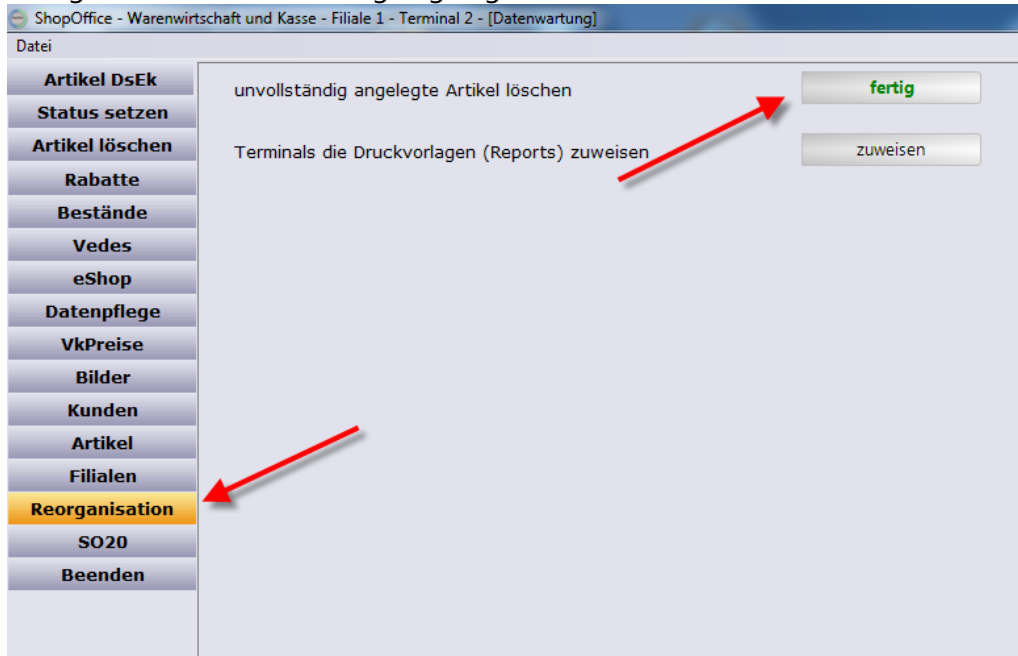 ShopOffice - Warenwirtschaft und Kasse - Filiale 1 - Terminal 2 - [Datenwartung]
Datei
Artikel DsEk
Status setzen
Artikel löschen
Rabatte
Bestände
Vedes
eShop
Datenpflege
VkPreise
Bilder
Kunden
Artikel
Filialen
Reorganisation
SO20
Beenden
unvollständig angelegte Artikel löschen
fertig
Terminals die Druckvorlagen (Reports) zuweisen
zuweisen